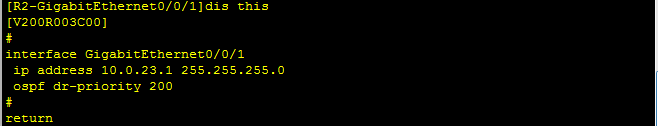 [R2-GigabitEthernet0/0/1]dis this
[V200R003C00]
#
interface GigabitEthernet0/0/1
 ip address 10.0.23.1 255.255.255.0
 ospf dr-priority 200
#
return